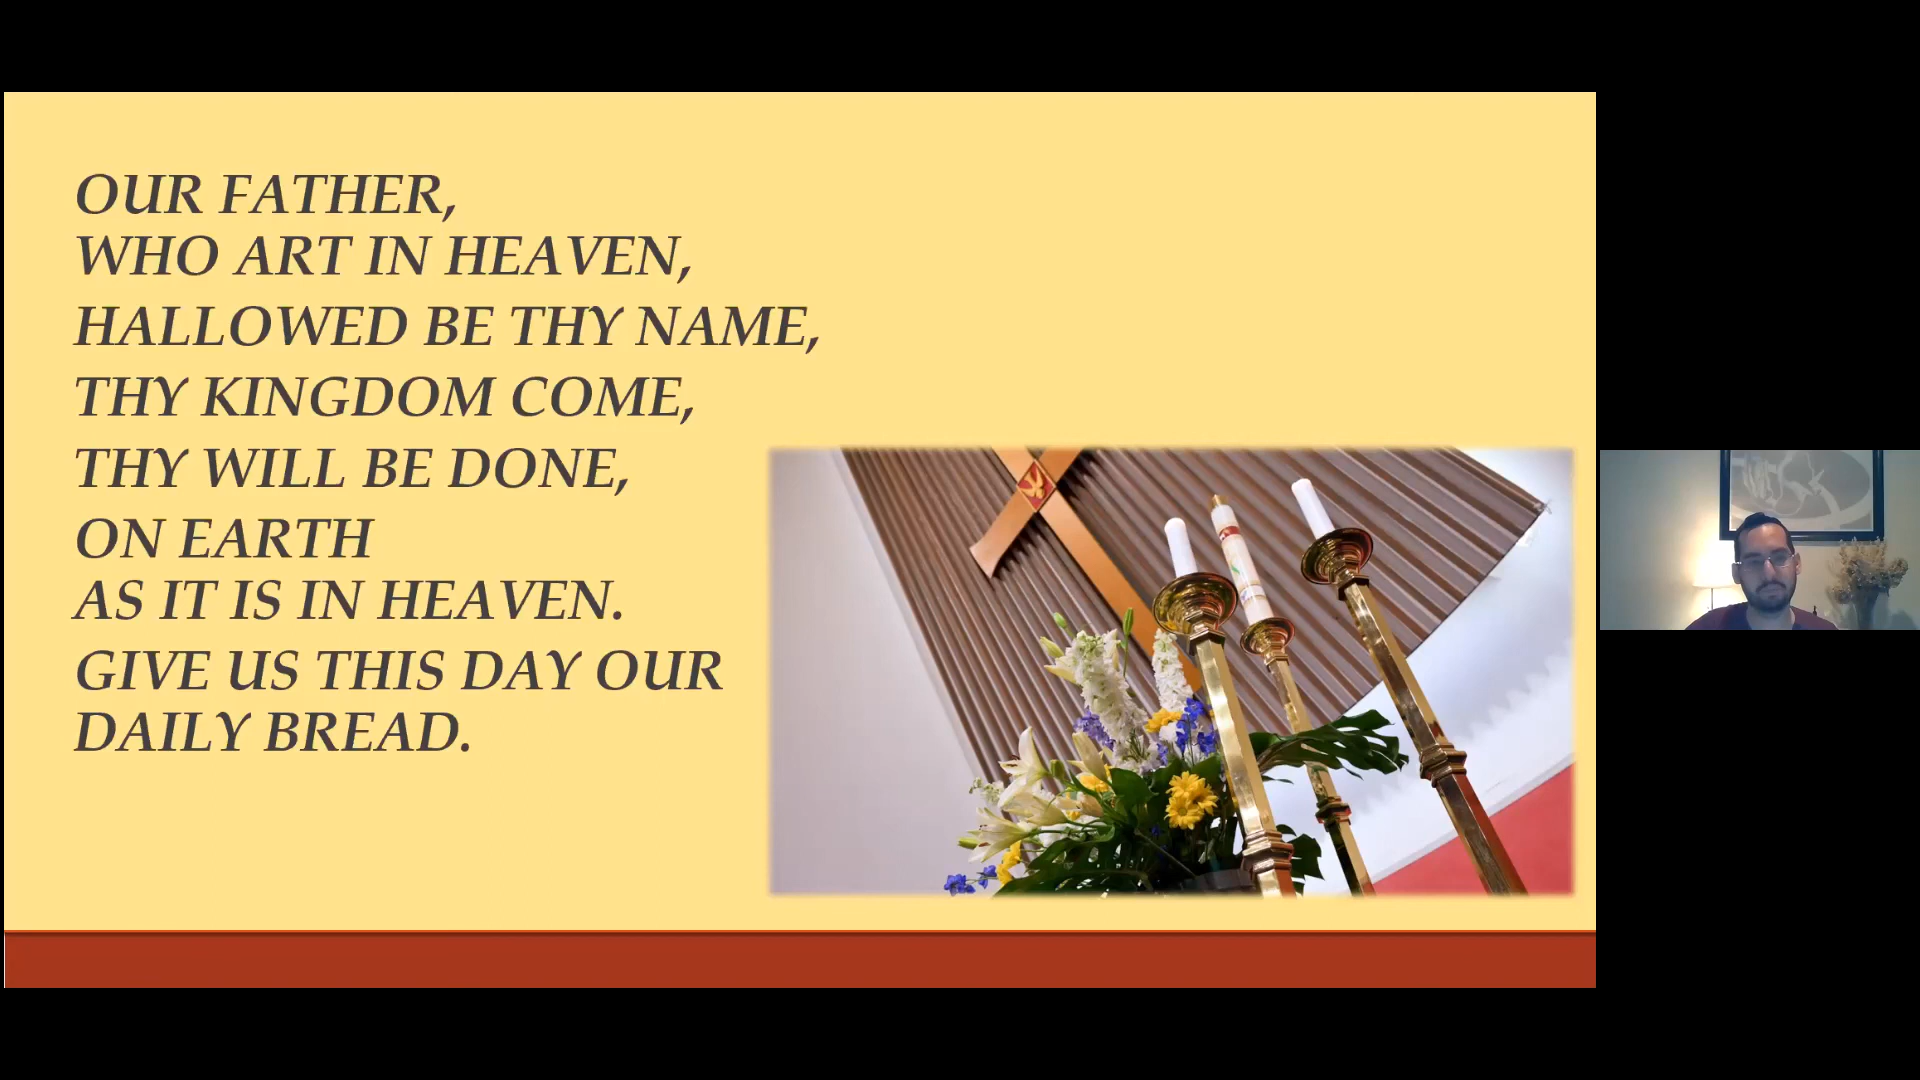 OUR FATHER,
WHO ART IN HEAVEN,
HALLOWED BE THY NAME,
THY KINGDOM COME,
THY WILL BE DONE,
ON EARTH
AS IT IS IN HEAVEN.
GIVE US THIS DAY OUR
DAILY BREAD.